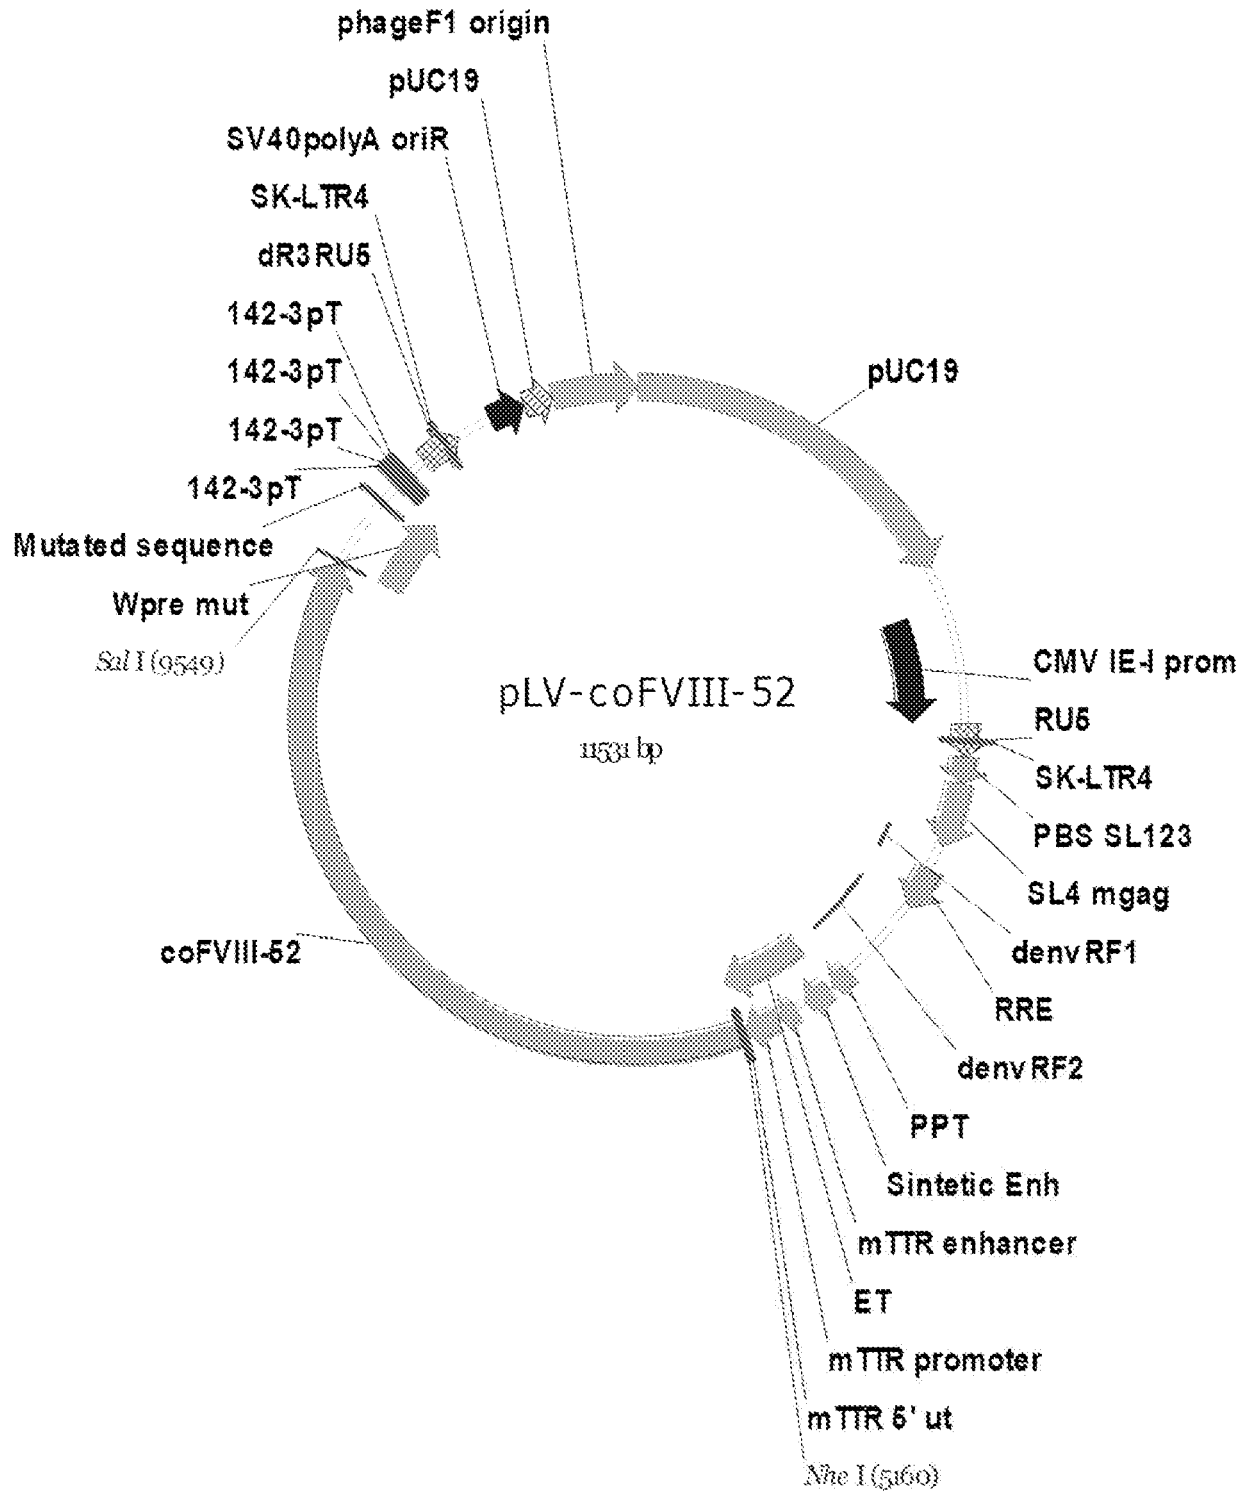 phageF1 origin
pUC19
SV40polyA oriR
SK-LTR4
dR3RU5
142-3pT
142-3pT
142-3pT
142-3pT
Mutated sequence
Wpre mut
Sal I (9549)
coFVIII-52
pLV-coFVIII-52
11531 bp
pUC19
CMV IE-I prom
RU5
SK-LTR4
PBS SL123
SL4 mgag
denvRF1
RRE
denvRF2
PPT
Sintetic Enh
mTTR enhancer
ET
mTTR promoter
mTTR 5' ut
Nhe I (5160)